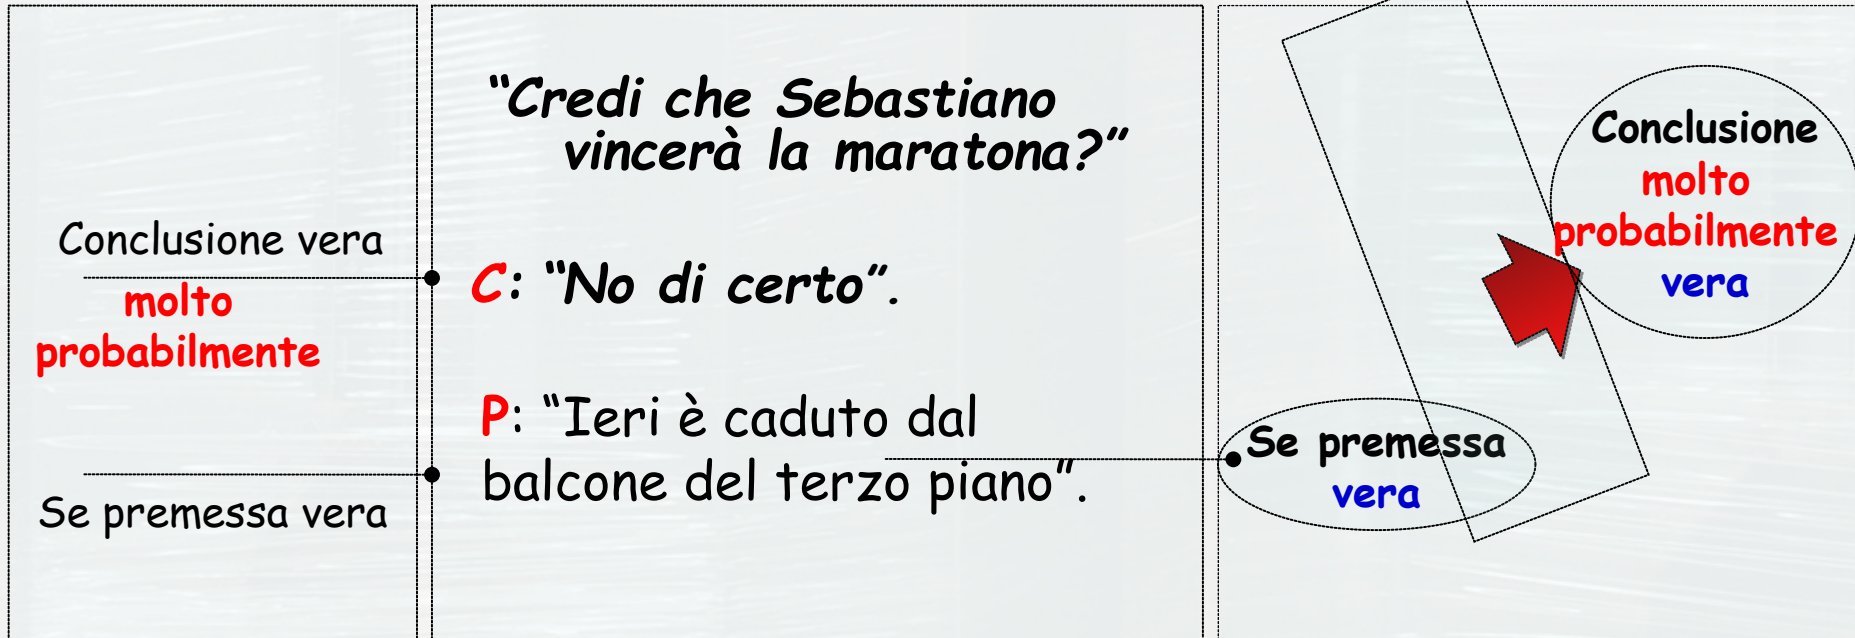 Conclusione vera
molto
probabilmente
Se premessa vera
“Credi che Sebastiano
vincerà la maratona?”
C: “No di certo”.
P: “Ieri è caduto dal
balcone del terzo piano”.
Conclusione
molto
probabilmente
vera
Se premessa
vera